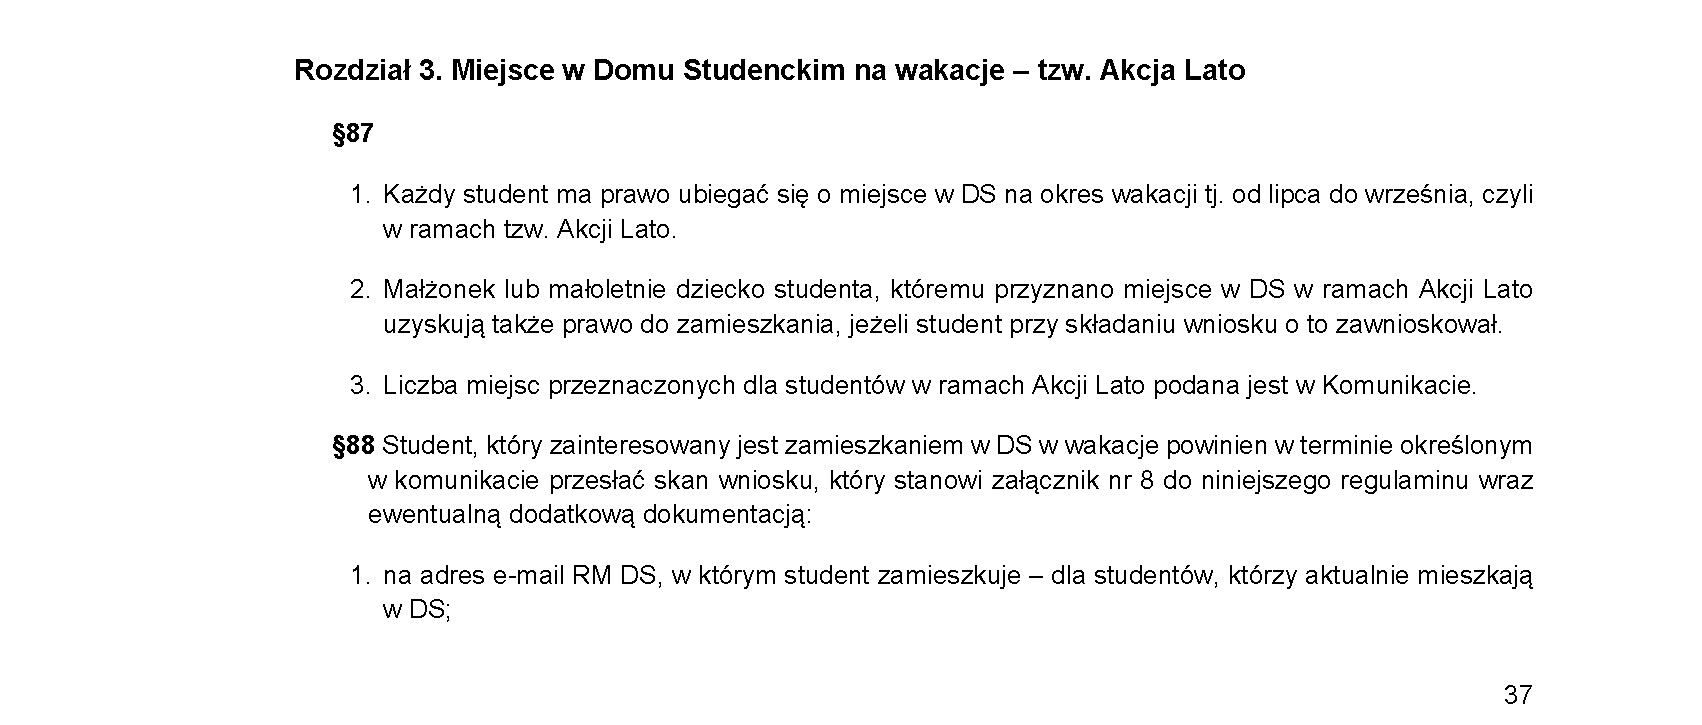 Rozdział 3. Miejsce w Domu Studenckim na wakacje – tzw. Akcja Lato
§87
1. Każdy student ma prawo ubiegać się o miejsce w DS na okres wakacji tj. od lipca do września, czyli
w ramach tzw. Akcji Lato.
2. Małżonek lub małoletnie dziecko studenta, któremu przyznano miejsce w DS w ramach Akcji Lato
uzyskują także prawo do zamieszkania, jeżeli student przy składaniu wniosku o to zawnioskował.
3. Liczba miejsc przeznaczonych dla studentów w ramach Akcji Lato podana jest w Komunikacie.
§88 Student, który zainteresowany jest zamieszkaniem w DS w wakacje powinien w terminie określonym
w komunikacie przesłać skan wniosku, który stanowi załącznik nr 8 do niniejszego regulaminu wraz
ewentualną dodatkową dokumentacją:
1. na adres e-mail RM DS, w którym student zamieszkuje – dla studentów, którzy aktualnie mieszkają
w DS;
37